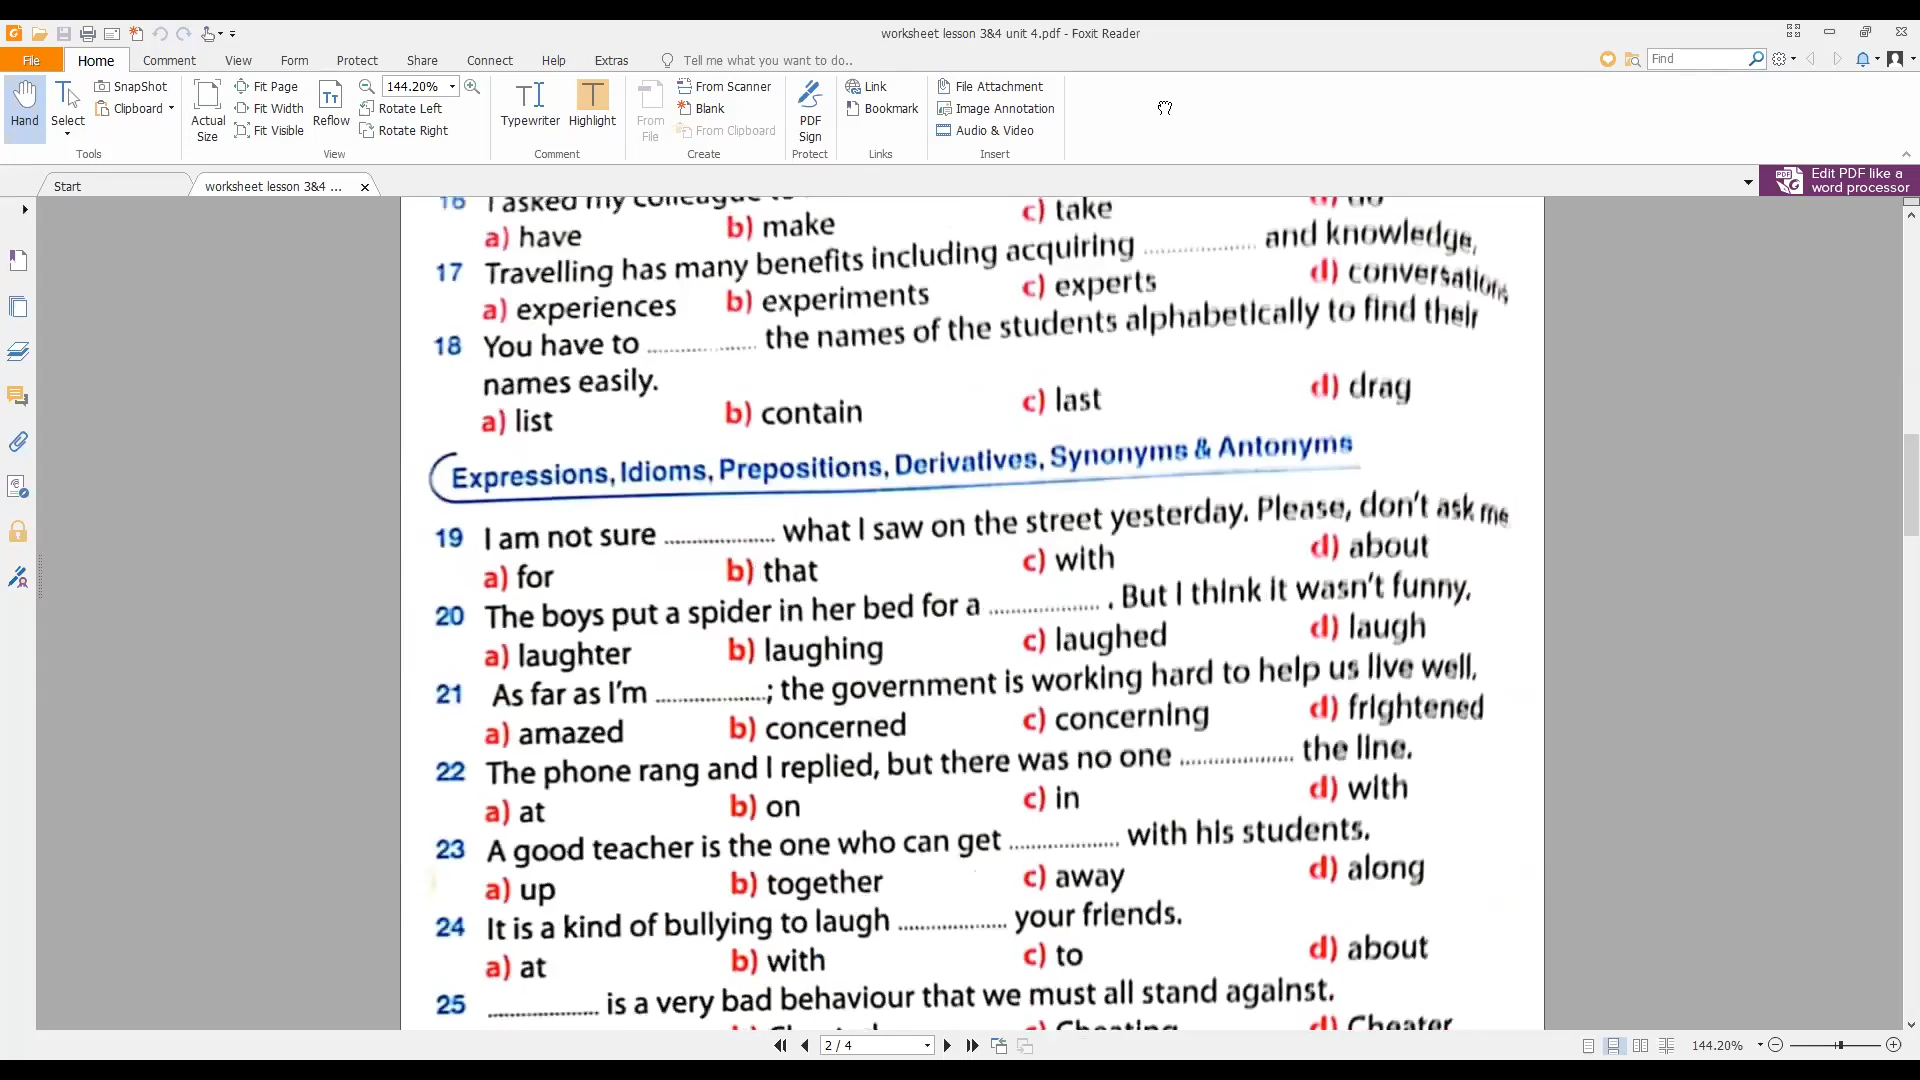 worksheet lesson 3&4 unit 4.pdf - Foxit Reader
File Home Comment View Form Protect Share Connect Help Extras Tell me what you want to do.. Find
Hand
Select
SnapShot
Clipboard
Tools
Actual Size
Fit Page
Fit Width
Fit Visible
Reflow
144.20%
Rotate Left
Rotate Right
View
Typewriter
Highlight
Comment
From File
From Scanner
Blank
From Clipboard
Create
PDF Sign
Protect
Link
Bookmark
Links
File Attachment
Image Annotation
Audio & Video
Insert
Start
worksheet lesson 3&4 ...
Edit PDF like a
word processor
16 I asked my colleague to
a) have b) make c) take d) do
17 Travelling has many benefits including acquiring .................. and knowledge.
a) experiences b) experiments c) experts d) conversations
18 You have to .................. the names of the students alphabetically to find their
names easily.
a) list b) contain c) last d) drag
Expressions, Idioms, Prepositions, Derivatives, Synonyms & Antonyms
19 I am not sure .................. what I saw on the street yesterday. Please, don't ask me
a) for b) that c) with d) about
20 The boys put a spider in her bed for a .................. . But I think it wasn't funny.
a) laughter b) laughing c) laughed d) laugh
21 As far as I'm ..................; the government is working hard to help us live well.
a) amazed b) concerned c) concerning d) frightened
22 The phone rang and I replied, but there was no one .................. the line.
a) at b) on c) in d) with
23 A good teacher is the one who can get .................. with his students.
a) up b) together c) away d) along
24 It is a kind of bullying to laugh .................. your friends.
a) at b) with c) to d) about
25 .................. is a very bad behaviour that we must all stand against.
c) Cheating d) Cheater
2 / 4
144.20%